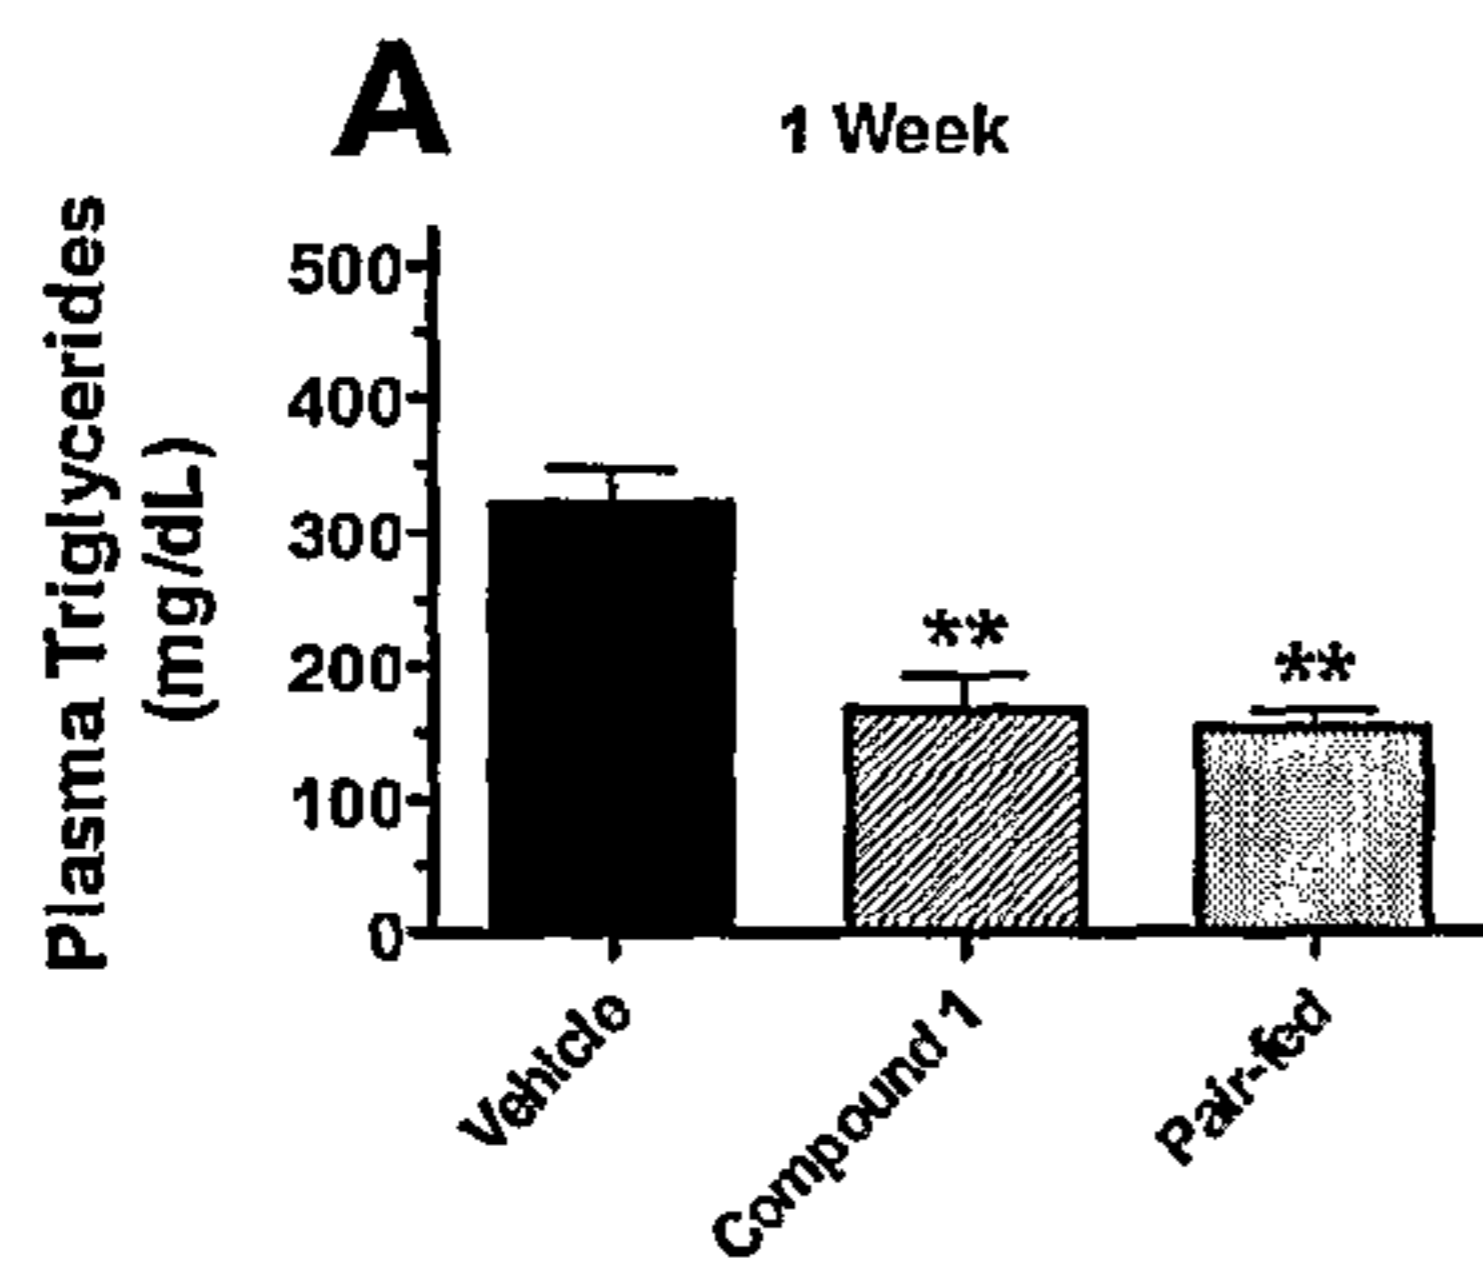 A
1 Week
Plasma Triglycerides
(mg/dL)
500
400
300
200
100
0
**
**
Vehicle
Compound 1
Pair-fed